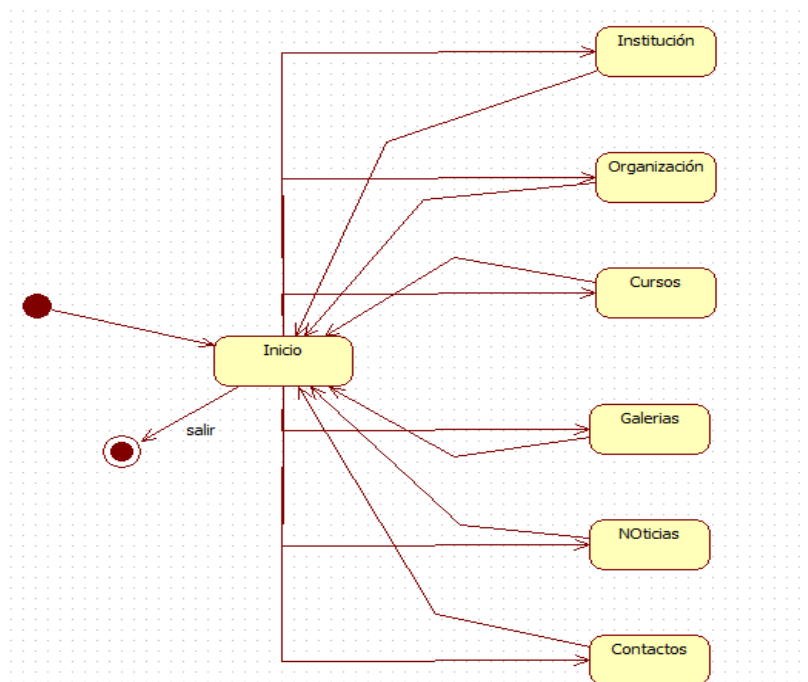 Institución
Organización
Cursos
Inicio
salir
Galerias
NOticias
Contactos